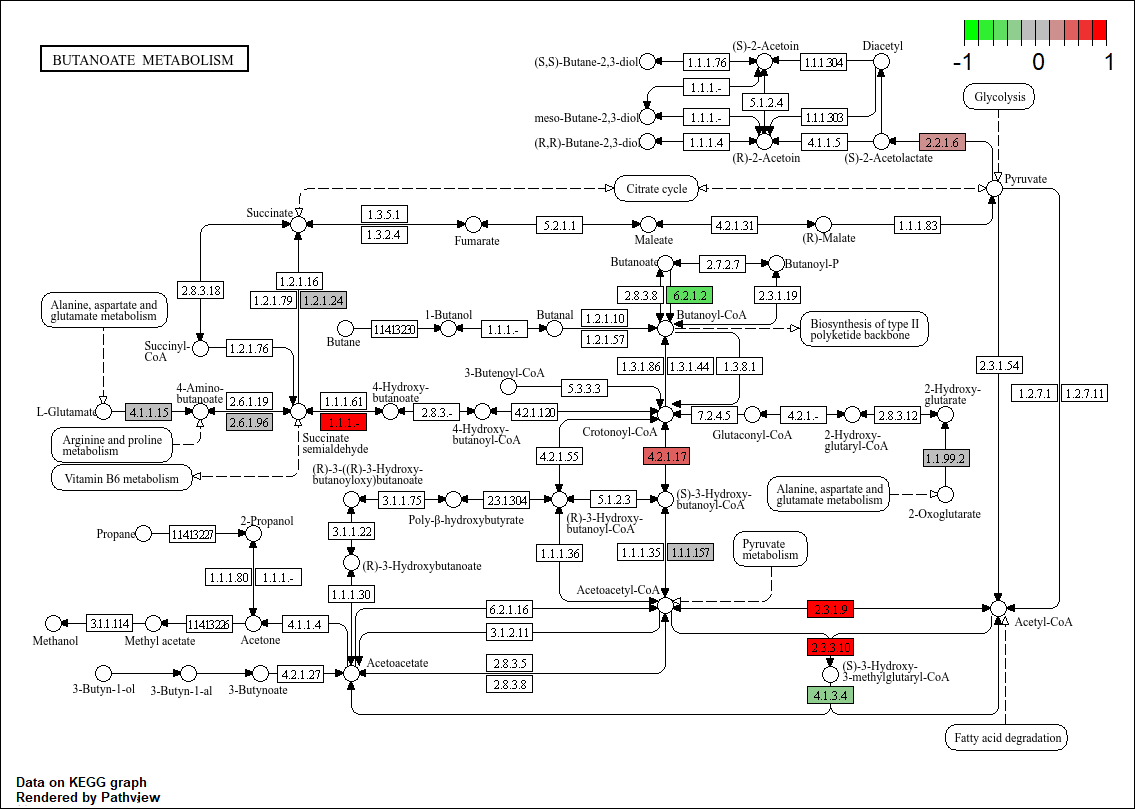 BUTANOATE METABOLISM
-1 0 1
(S,S)-Butane-2,3-diol
1.1.1.76
(S)-2-Acetoin
1.1.1.304
Diacetyl
1.1.1.-
5.1.2.4
meso-Butane-2,3-diol
1.1.1.-
1.1.1.303
(R,R)-Butane-2,3-diol
1.1.1.4
(R)-2-Acetoin
4.1.1.5
(S)-2-Acetolactate
2.2.1.6
Glycolysis
Pyruvate
Citrate cycle
Succinate
1.3.5.1
1.3.2.4
Fumarate
5.2.1.1
Maleate
4.2.1.31
(R)-Malate
1.1.1.83
Butanoate
2.7.2.7
Butanoyl-P
2.8.3.18
1.2.1.16
1.2.1.79
1.2.1.24
2.8.3.8
6.2.1.2
2.3.1.19
Alanine, aspartate and
glutamate metabolism
Butane
11413230
1-Butanol
1.1.1.-
Butanal
1.2.1.10
1.2.1.57
Butanoyl-CoA
Biosynthesis of type II
polyketide backbone
Succinyl-
CoA
1.2.1.76
1.3.1.86
1.3.1.44
1.3.8.1
2.3.1.54
1.2.7.1
1.2.7.11
3-Butenoyl-CoA
5.3.3.3
L-Glutamate
4.1.1.15
4-Amino-
butanoate
2.6.1.19
2.6.1.96
Succinate
semialdehyde
1.1.1.61
1.1.1.-
4-Hydroxy-
butanoate
2.8.3.-
4-Hydroxy-
butanoyl-CoA
4.2.1.120
Crotonoyl-CoA
7.2.4.5
Glutaconyl-CoA
4.2.1.-
2-Hydroxy-
glutaryl-CoA
2.8.3.12
2-Hydroxy-
glutarate
Arginine and proline
metabolism
Vitamin B6 metabolism
4.2.1.55
4.2.1.17
1.1.99.2
(R)-3-((R)-3-Hydroxy-
butanoyloxy)butanoate
3.1.1.75
Poly-β-hydroxybutyrate
2.3.1.304
(R)-3-Hydroxy-
butanoyl-CoA
5.1.2.3
(S)-3-Hydroxy-
butanoyl-CoA
Alanine, aspartate and
glutamate metabolism
2-Oxoglutarate
Propane
11413227
2-Propanol
3.1.1.22
(R)-3-Hydroxybutanoate
1.1.1.36
1.1.1.35
1.1.1.157
Pyruvate
metabolism
1.1.1.80
1.1.1.-
1.1.1.30
Acetoacetyl-CoA
Methanol
3.1.1.114
Methyl acetate
11413226
Acetone
4.1.1.4
6.2.1.16
3.1.2.11
2.3.1.9
Acetyl-CoA
2.3.3.10
3-Butyn-1-ol
3-Butyn-1-al
3-Butynoate
4.2.1.27
Acetoacetate
2.8.3.5
2.8.3.8
(S)-3-Hydroxy-
3-methylglutaryl-CoA
4.1.3.4
Fatty acid degradation
Data on KEGG graph
Rendered by Pathview